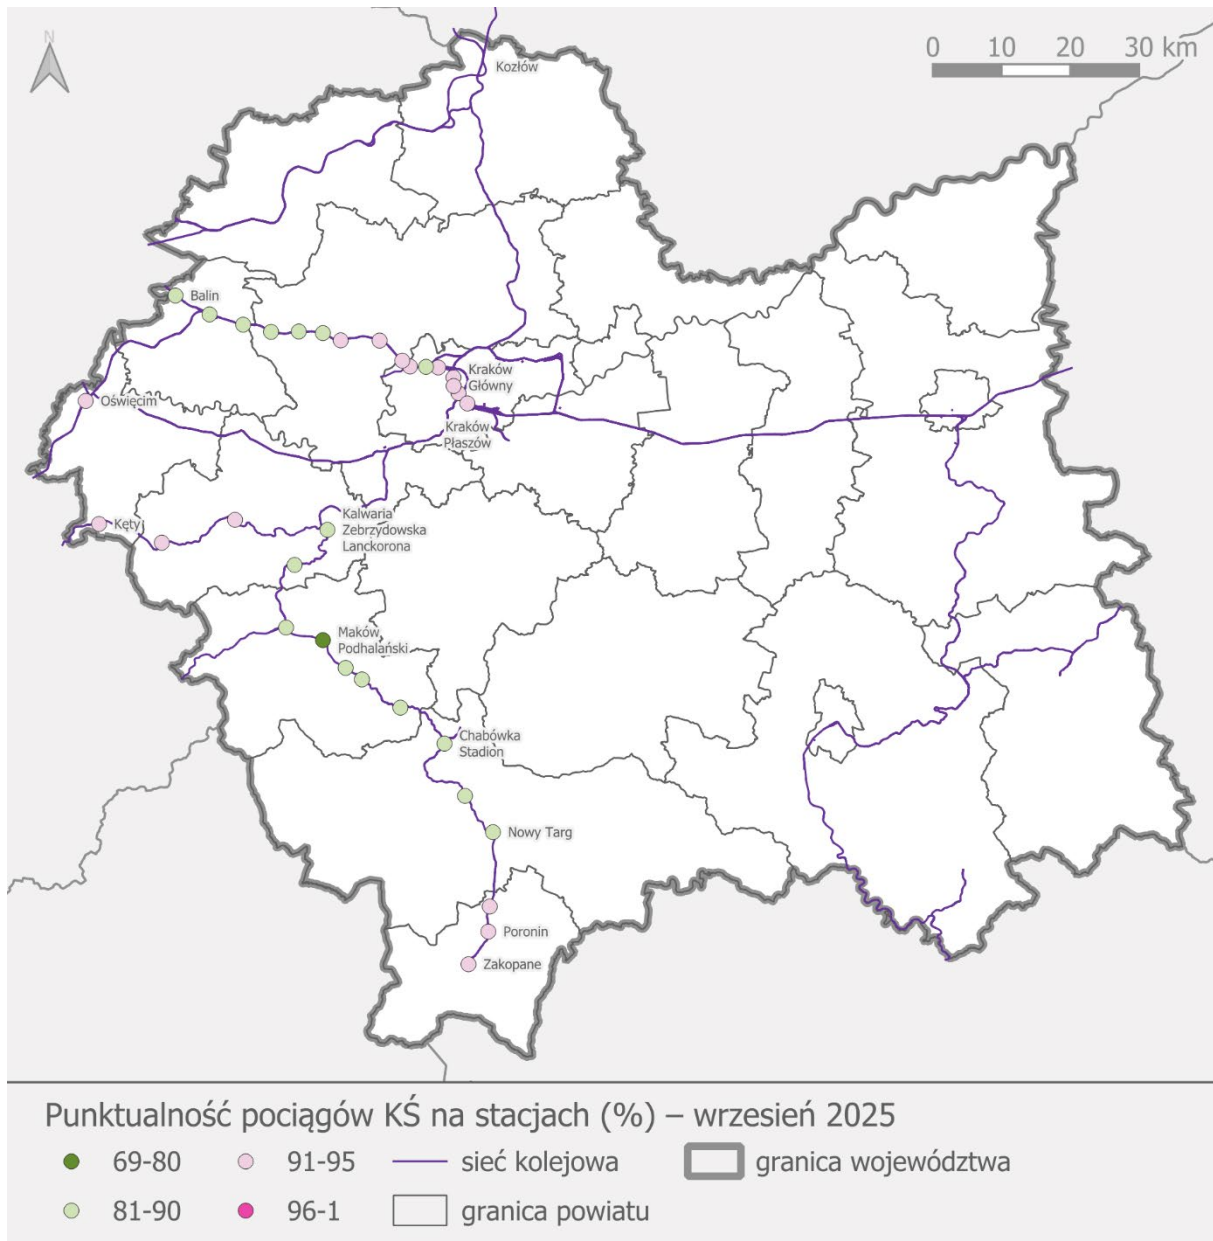 N
0 10 20 30 km
Kozłów
Balin
Kraków
Główny
Oświęcim
Kraków
Płaszów
Kalwaria
Zebrzydowska
Lanckorona
Kęty
Maków
Podhalański
Chabówka
Stadion
Nowy Targ
Poronin
Zakopane
Punktualność pociągów KŚ na stacjach (%) – wrzesień 2025
69-80 91-95 sieć kolejowa granica województwa
81-90 96-1 granica powiatu